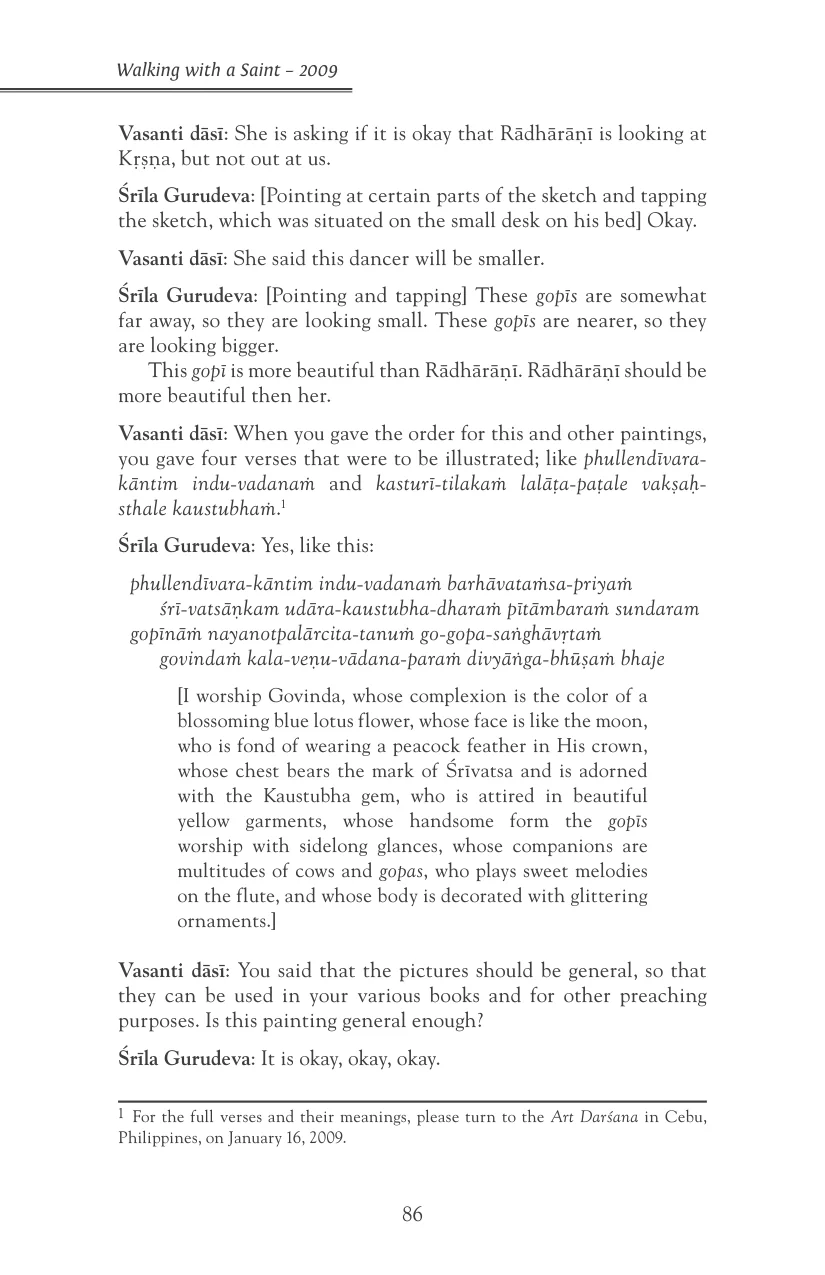 Walking with a Saint – 2009
Vasanti dāsī: She is asking if it is okay that Rādhārāṇī is looking at
Kṛṣṇa, but not out at us.
Śrīla Gurudeva: [Pointing at certain parts of the sketch and tapping
the sketch, which was situated on the small desk on his bed] Okay.
Vasanti dāsī: She said this dancer will be smaller.
Śrīla Gurudeva: [Pointing and tapping] These gopīs are somewhat
far away, so they are looking small. These gopīs are nearer, so they
are looking bigger.
This gopī is more beautiful than Rādhārāṇī. Rādhārāṇī should be
more beautiful then her.
Vasanti dāsī: When you gave the order for this and other paintings,
you gave four verses that were to be illustrated; like phullendīvara-
kāntim indu-vadanaṁ and kasturī-tilakaṁ lalāṭa-paṭale vakṣaḥ-
sthale kaustubhaṁ.1
Śrīla Gurudeva: Yes, like this:
phullendīvara-kāntim indu-vadanaṁ barhāvataṁsa-priyaṁ
śrī-vatsāṇkam udāra-kaustubha-dharaṁ pītāmbaraṁ sundaram
gopīnāṁ nayanotpalārcita-tanuṁ go-gopa-saṅghāvṛtaṁ
govindaṁ kala-veṇu-vādana-paraṁ divyāṅga-bhūṣaṁ bhaje
[I worship Govinda, whose complexion is the color of a
blossoming blue lotus flower, whose face is like the moon,
who is fond of wearing a peacock feather in His crown,
whose chest bears the mark of Śrīvatsa and is adorned
with the Kaustubha gem, who is attired in beautiful
yellow garments, whose handsome form the gopīs
worship with sidelong glances, whose companions are
multitudes of cows and gopas, who plays sweet melodies
on the flute, and whose body is decorated with glittering
ornaments.]
Vasanti dāsī: You said that the pictures should be general, so that
they can be used in your various books and for other preaching
purposes. Is this painting general enough?
Śrīla Gurudeva: It is okay, okay, okay.
1 For the full verses and their meanings, please turn to the Art Darśana in Cebu,
Philippines, on January 16, 2009.
86